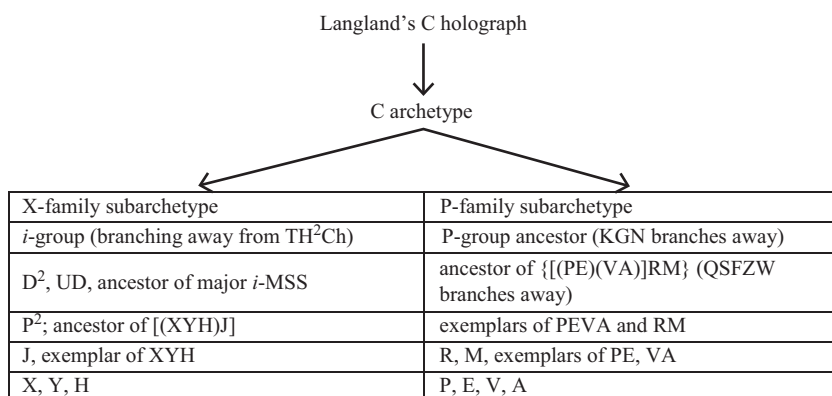 Langland’s C holograph
C archetype
X-family subarchetype
P-family subarchetype
i-group (branching away from TH²Ch)
P-group ancestor (KGN branches away)
D², UD, ancestor of major i-MSS
ancestor of {[(PE)(VA)]RM} (QSFZW
branches away)
P²; ancestor of [(XYH)J]
exemplars of PEVA and RM
J, exemplar of XYH
R, M, exemplars of PE, VA
X, Y, H
P, E, V, A